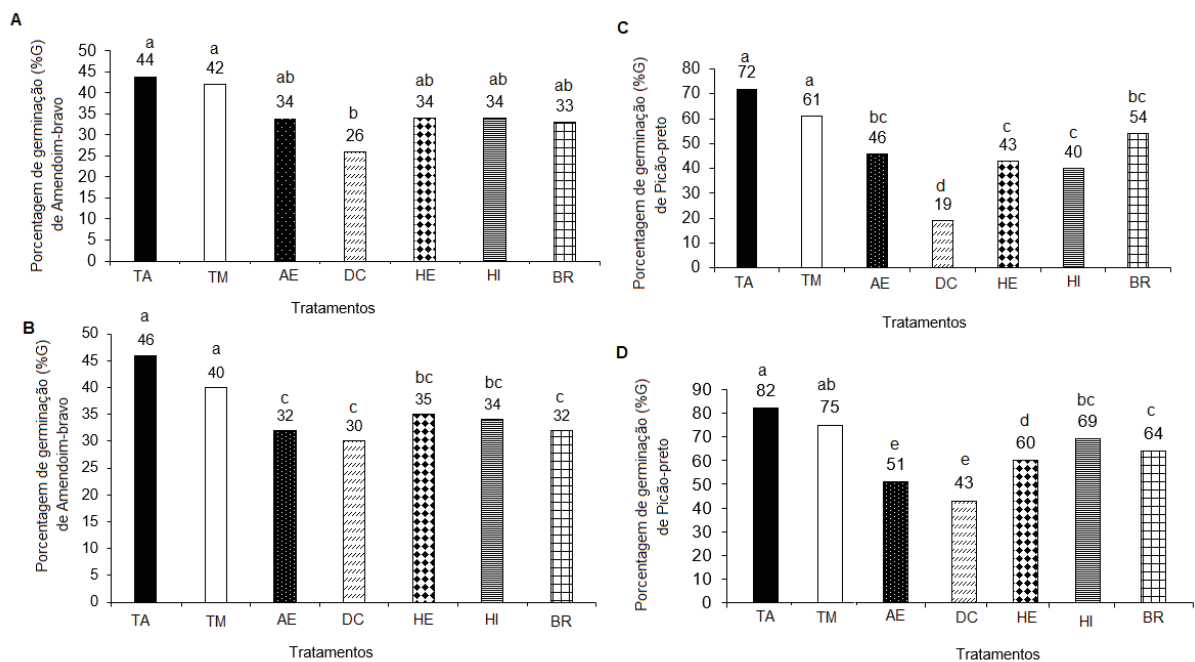 A
Porcentagem de germinação (%G)
de Amendoim-bravo
50
45
40
35
30
25
20
15
10
5
0
a a ab b ab ab ab
44 42 34 26 34 34 33
TA TM AE DC HE HI BR
Tratamentos
B
Porcentagem de germinação (%G)
de Amendoim-bravo
50
45
40
35
30
25
20
15
10
5
0
a a c c bc bc c
46 40 32 30 35 34 32
TA TM AE DC HE HI BR
Tratamentos
C
Porcentagem de germinação (%G)
de Picão-preto
80
70
60
50
40
30
20
10
0
a a bc d c c bc
72 61 46 19 43 40 54
TA TM AE DC HE HI BR
Tratamentos
D
Porcentagem de germinação (%G)
de Picão-preto
90
80
70
60
50
40
30
20
10
0
a ab e e d bc c
82 75 51 43 60 69 64
TA TM AE DC HE HI BR
Tratamentos